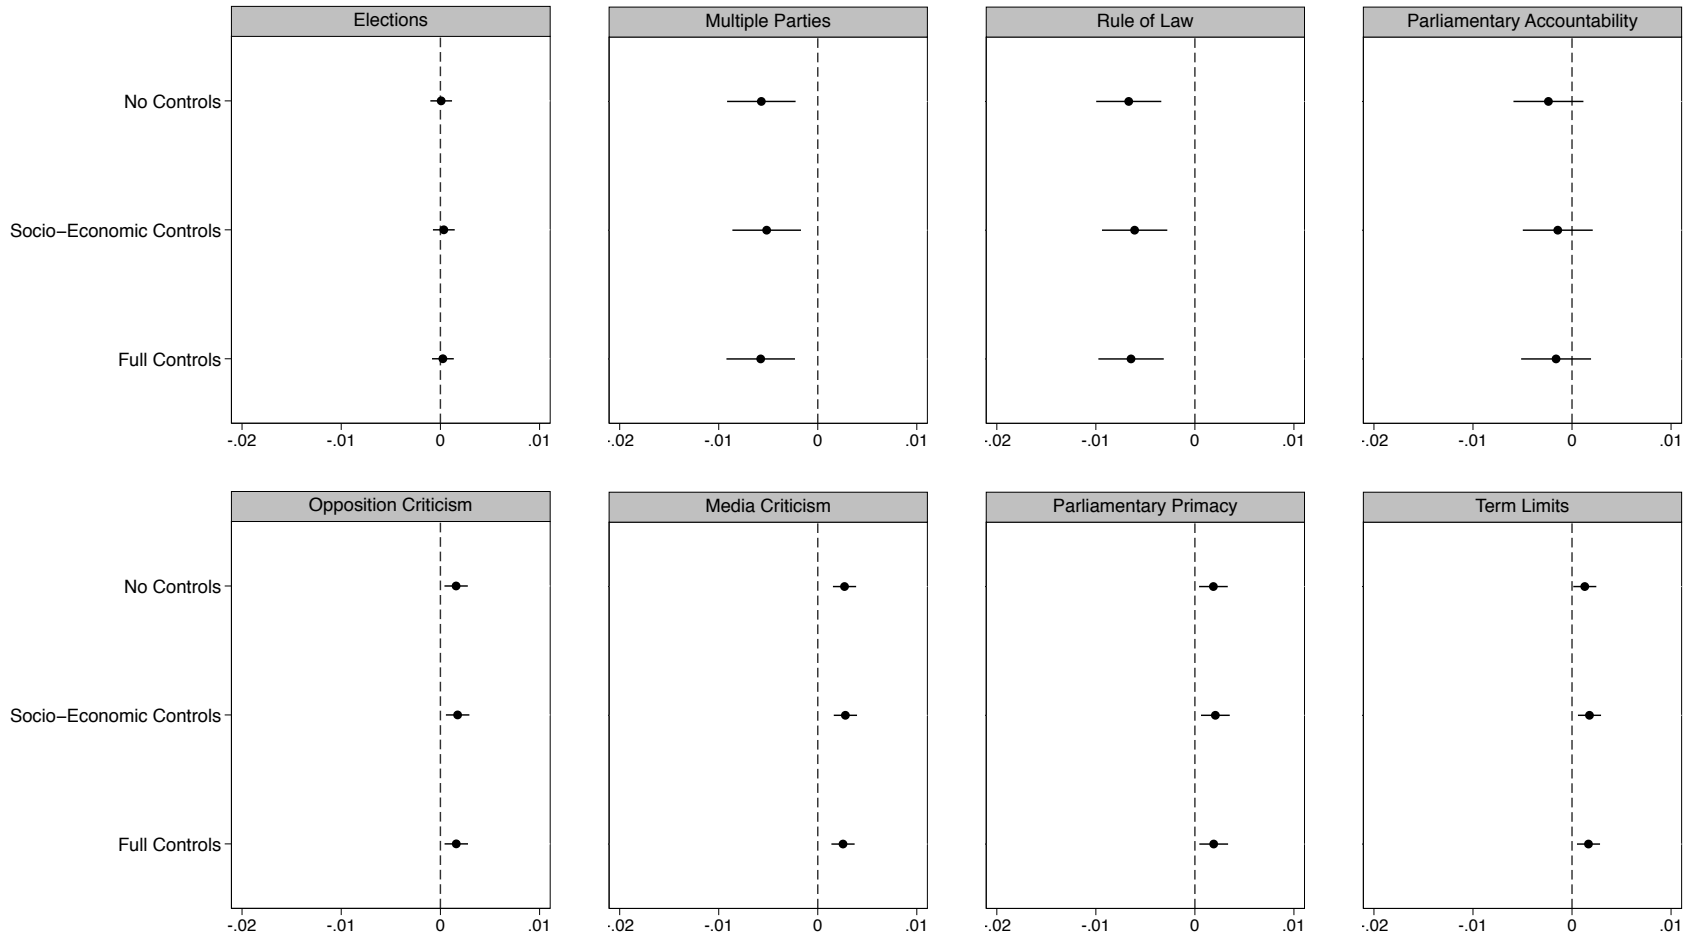 Elections
Multiple Parties
Rule of Law
Parliamentary Accountability
No Controls
Socio−Economic Controls
Full Controls
-.02 -.01 0 .01
-.02 -.01 0 .01
-.02 -.01 0 .01
-.02 -.01 0 .01
Opposition Criticism
Media Criticism
Parliamentary Primacy
Term Limits
No Controls
Socio−Economic Controls
Full Controls
-.02 -.01 0 .01
-.02 -.01 0 .01
-.02 -.01 0 .01
-.02 -.01 0 .01